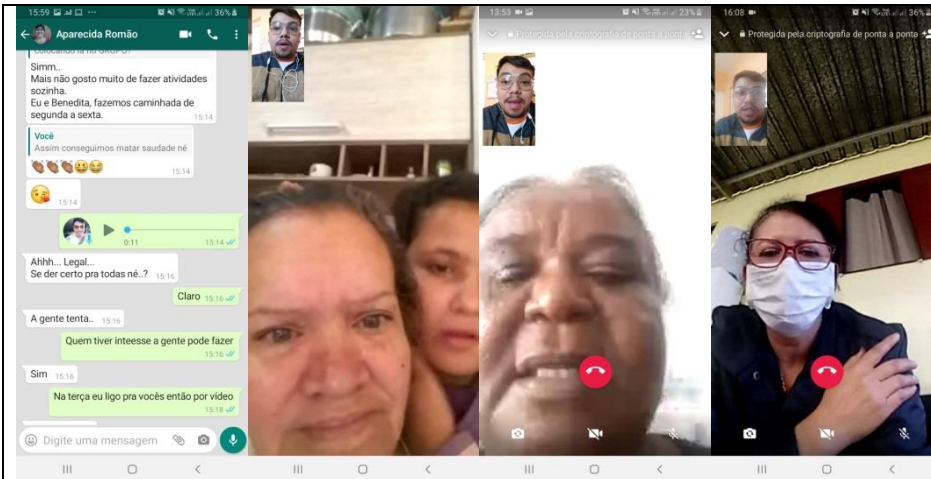 15:59
36%
Aparecida Romão
colocando lá no GRUPO?
Simm..
Mais não gosto muito de fazer atividades
sozinha.
Eu e Benedita, fazemos caminhada de
segunda a sexta.
15:14
Você
Assim conseguimos matar saudade né
15:14
15:14
0:11
15:14
Ahhh... Legal...
Se der certo pra todas né..?
15:16
Claro 15:16
A gente tenta..
15:16
Quem tiver inteesse a gente pode fazer
15:16
Sim 15:16
Na terça eu ligo pra vocês então por vídeo
15:18
Digite uma mensagem
13:53
23%
Protegida pela criptografia de ponta a ponta
16:08
36%
Protegida pela criptografia de ponta a ponta